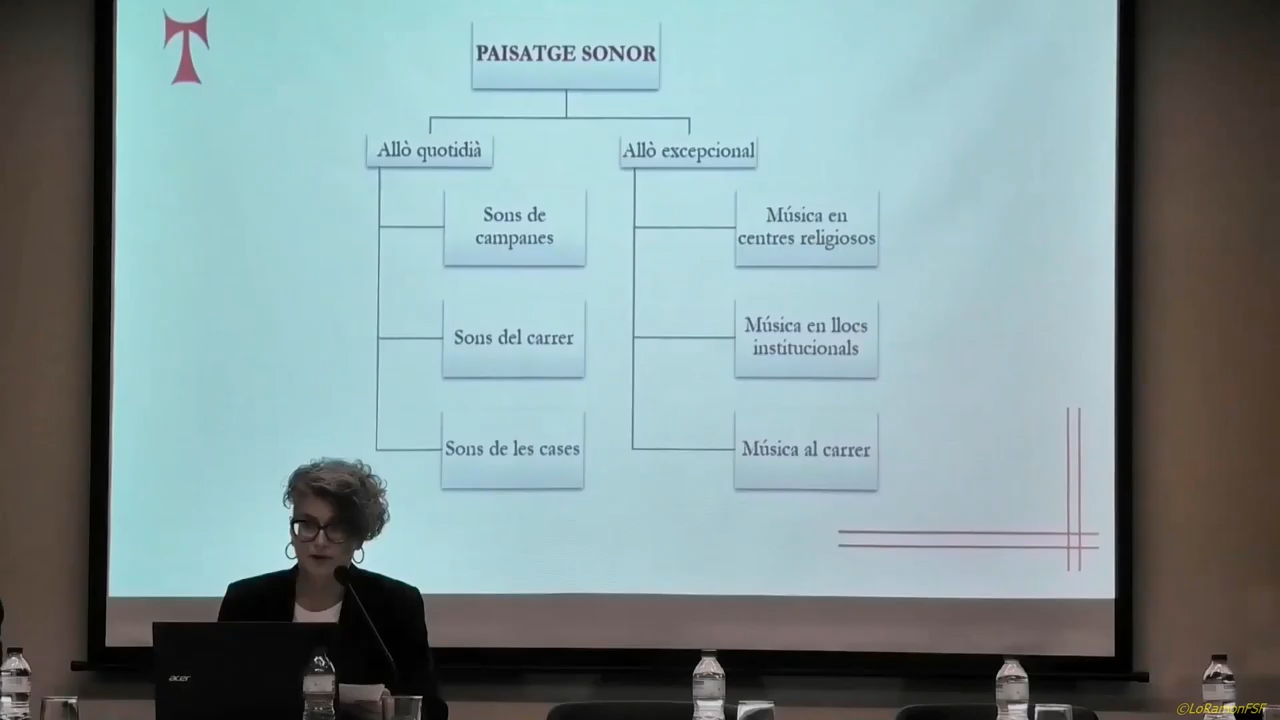 PAISATGE SONOR
Allò quotidià
Allò excepcional
Sons de
campanes
Música en
centres religiosos
Sons del carrer
Música en llocs
institucionals
Sons de les cases
Música al carrer
acer
©LoRamonFSF